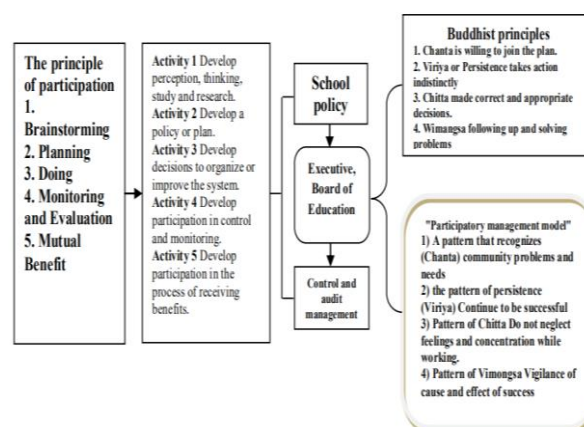 The principle
of participation
1.
Brainstorming
2. Planning
3. Doing
4. Monitoring
and Evaluation
5. Mutual
Benefit
Activity 1 Develop
perception, thinking,
study and research.
Activity 2 Develop a
policy or plan.
Activity 3 Develop
decisions to organize or
improve the system.
Activity 4 Develop
participation in control
and monitoring.
Activity 5 Develop
participation in the
process of receiving
benefits.
School
policy
Executive,
Board of
Education
Control and
audit
management
Buddhist principles
1. Chanta is willing to join the plan.
2. Viriya or Persistence takes action
indistinctly
3. Chitta made correct and appropriate
decisions.
4. Wimangsa following up and solving
problems
"Participatory management model"
1) A pattern that recognizes
(Chanta) community problems and
needs
2) the pattern of persistence
(Viriya) Continue to be successful
3) Pattern of Chitta Do not neglect
feelings and concentration while
working.
4) Pattern of Vimongsa Vigilance of
cause and effect of success